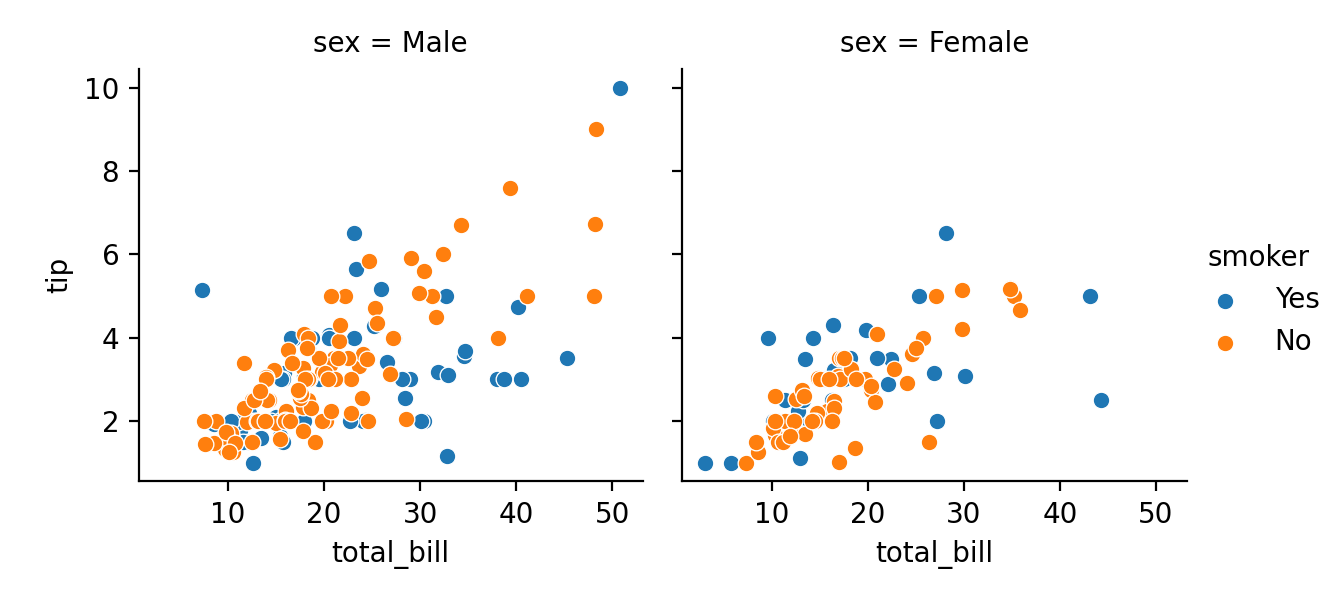 sex = Male
sex = Female
10
8
6
4
2
tip
10 20 30 40 50
10 20 30 40 50
total_bill
total_bill
smoker
Yes
No